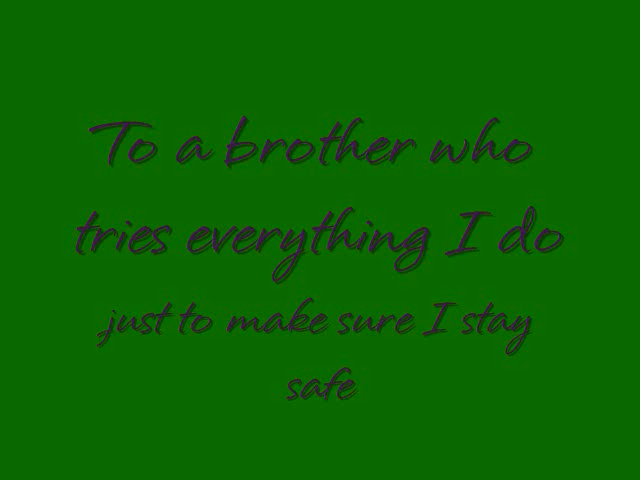 To a brother who
tries everything I do
just to make sure I stay
safe